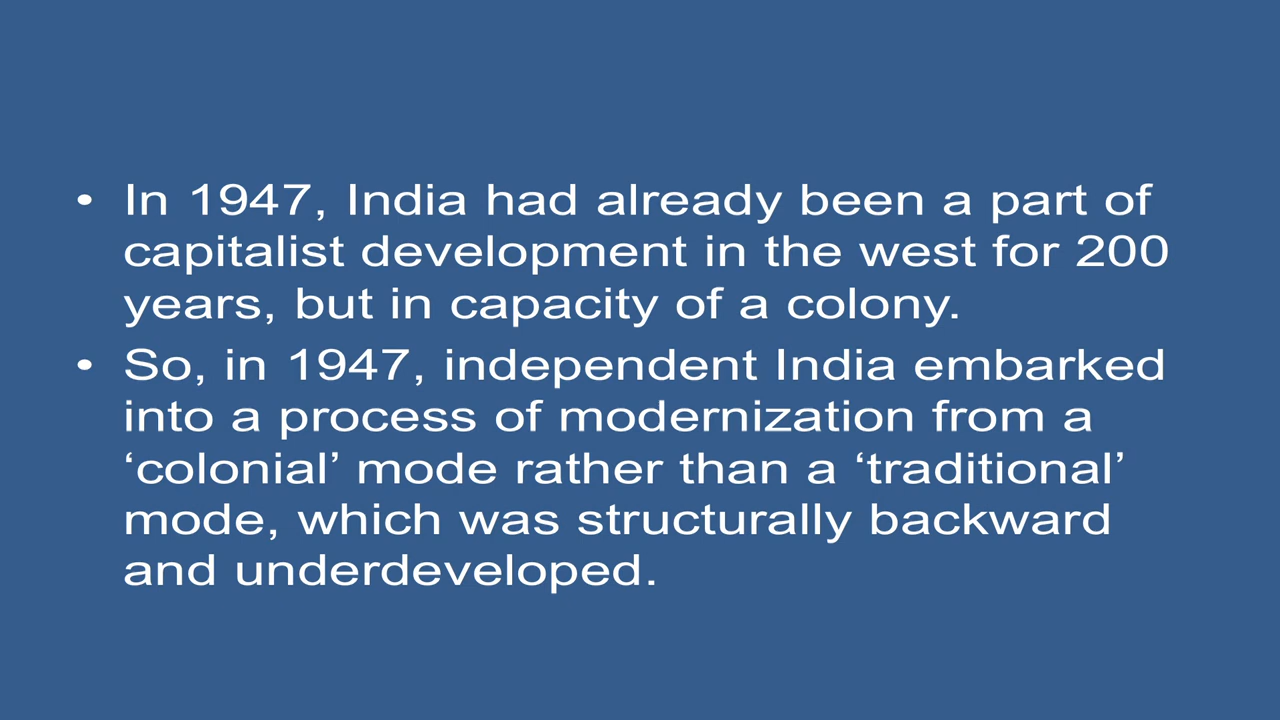 • In 1947, India had already been a part of
capitalist development in the west for 200
years, but in capacity of a colony.
• So, in 1947, independent India embarked
into a process of modernization from a
‘colonial’ mode rather than a ‘traditional’
mode, which was structurally backward
and underdeveloped.